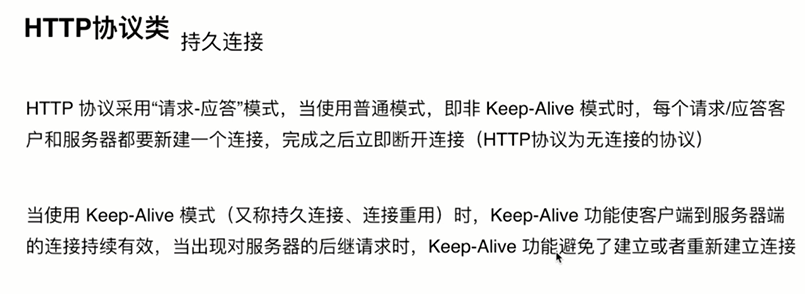 HTTP协议类 持久连接
HTTP 协议采用“请求-应答”模式，当使用普通模式，即非 Keep-Alive 模式时，每个请求/应答客
户和服务器都要新建一个连接，完成之后立即断开连接（HTTP协议为无连接的协议）
当使用 Keep-Alive 模式（又称持久连接、连接重用）时，Keep-Alive 功能使客户端到服务器端
的连接持续有效，当出现对服务器的后继请求时，Keep-Alive 功能避免了建立或者重新建立连接